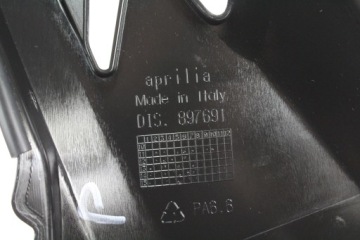 aprilia
Made in Italy
DIS. 897691
PA6.6